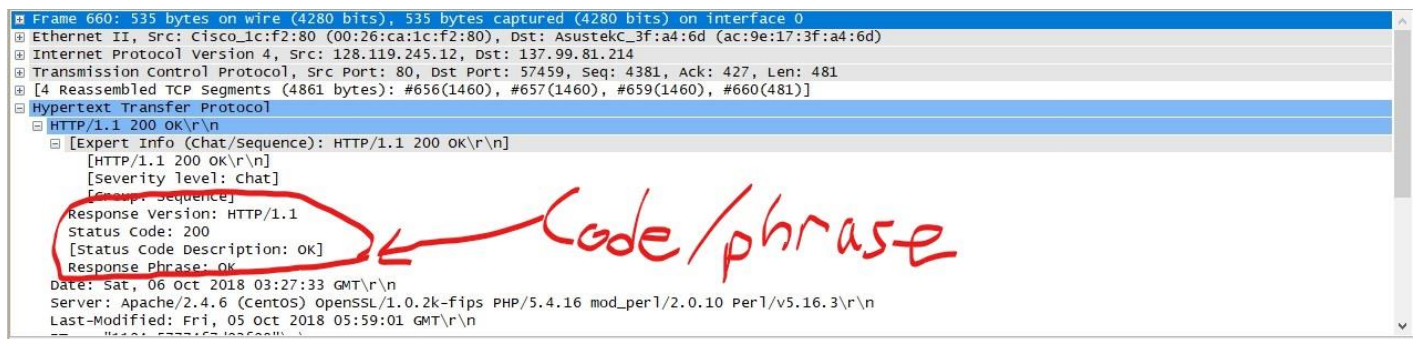 Frame 660: 535 bytes on wire (4280 bits), 535 bytes captured (4280 bits) on interface 0
Ethernet II, Src: Cisco_1c:f2:80 (00:26:ca:1c:f2:80), Dst: AsustekC_3f:a4:6d (ac:9e:17:3f:a4:6d)
Internet Protocol Version 4, Src: 128.119.245.12, Dst: 137.99.81.214
Transmission Control Protocol, Src Port: 80, Dst Port: 57459, Seq: 4381, Ack: 427, Len: 481
[4 Reassembled TCP Segments (4861 bytes): #656(1460), #657(1460), #659(1460), #660(481)]
Hypertext Transfer Protocol
HTTP/1.1 200 OK\r\n
[Expert Info (Chat/Sequence): HTTP/1.1 200 OK\r\n]
[HTTP/1.1 200 OK\r\n]
[Severity level: Chat]
[Group: Sequence]
Response Version: HTTP/1.1
Status Code: 200
[Status Code Description: OK]
Response Phrase: OK
Code/phrase
Date: Sat, 06 Oct 2018 03:27:33 GMT\r\n
Server: Apache/2.4.6 (CentOS) OpenSSL/1.0.2k-fips PHP/5.4.16 mod_perl/2.0.10 Perl/v5.16.3\r\n
Last-Modified: Fri, 05 Oct 2018 05:59:01 GMT\r\n